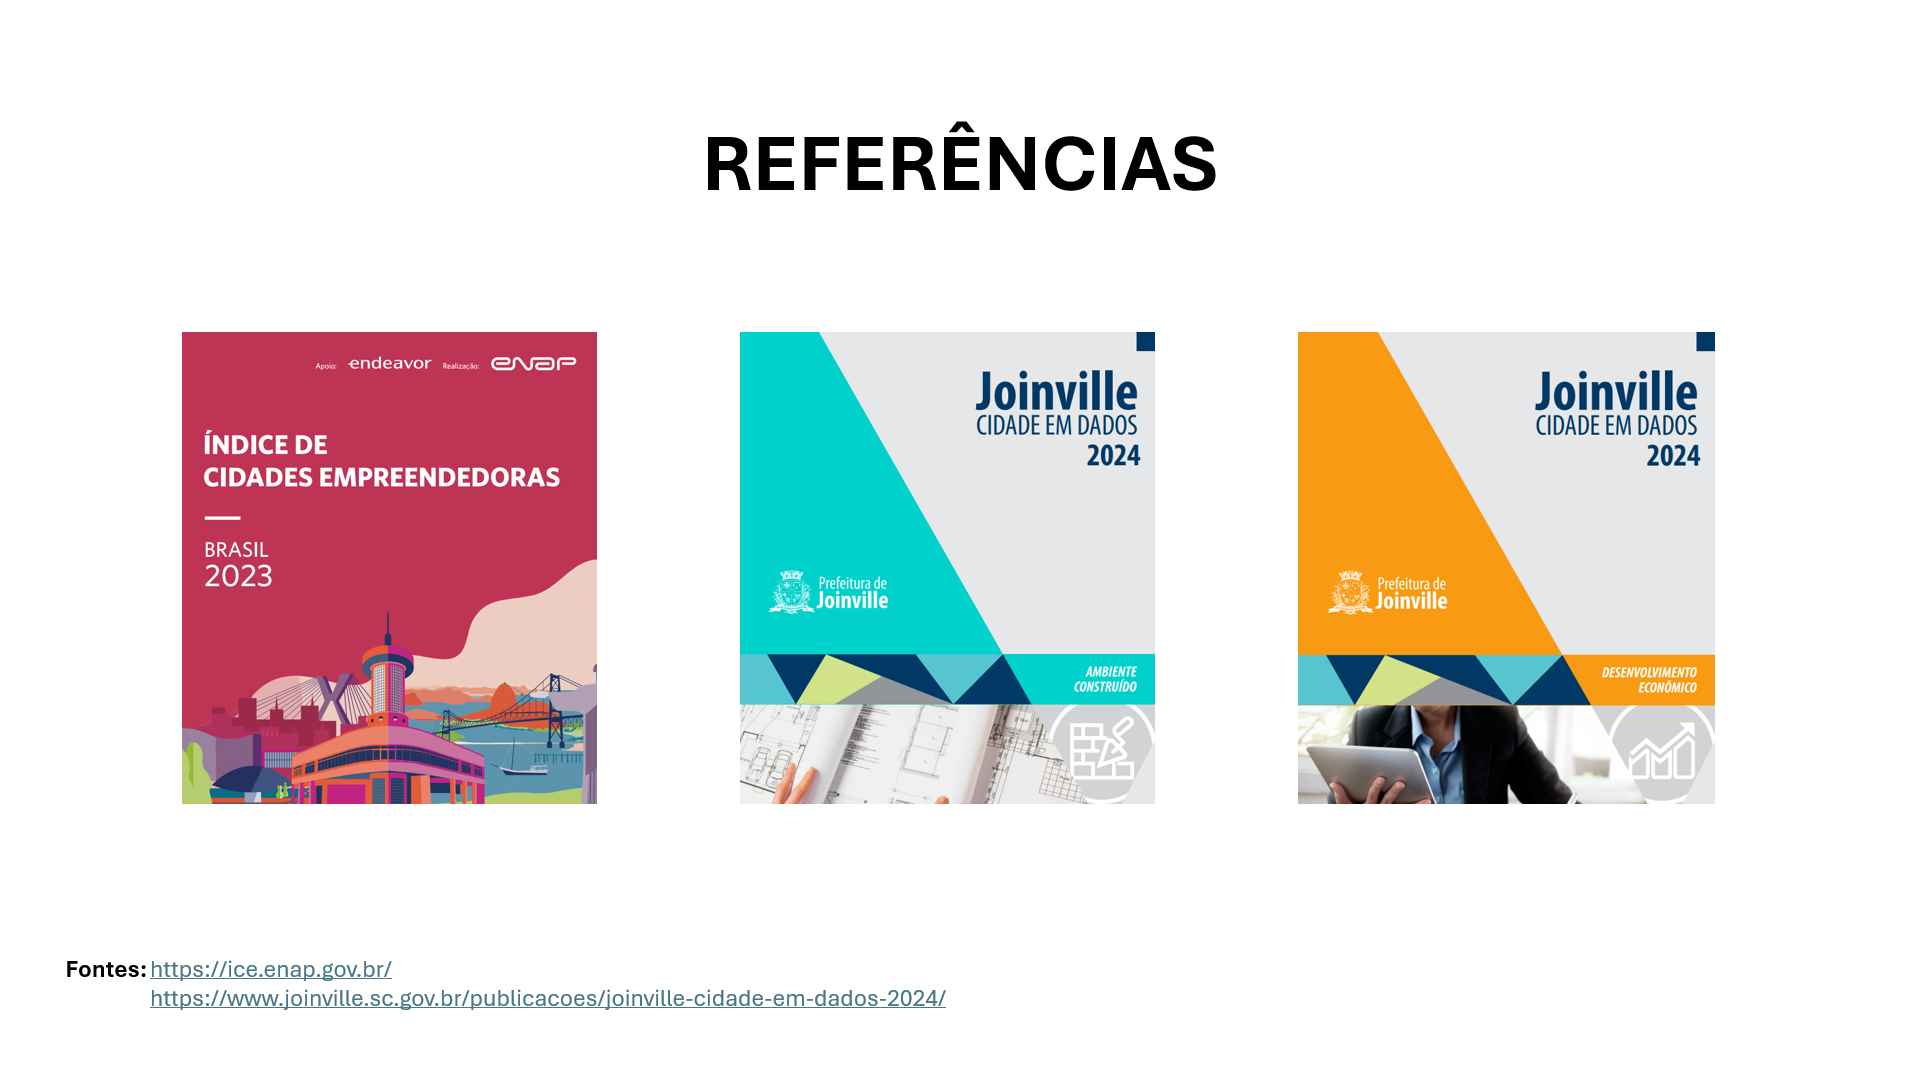 REFERÊNCIAS
Apoio: endeavor Realização: enap
ÍNDICE DE
CIDADES EMPREENDEDORAS
BRASIL
2023
Joinville
CIDADE EM DADOS
2024
Prefeitura de
Joinville
AMBIENTE
CONSTRUÍDO
Joinville
CIDADE EM DADOS
2024
Prefeitura de
Joinville
DESENVOLVIMENTO
ECONÔMICO
Fontes: https://ice.enap.gov.br/
https://www.joinville.sc.gov.br/publicacoes/joinville-cidade-em-dados-2024/